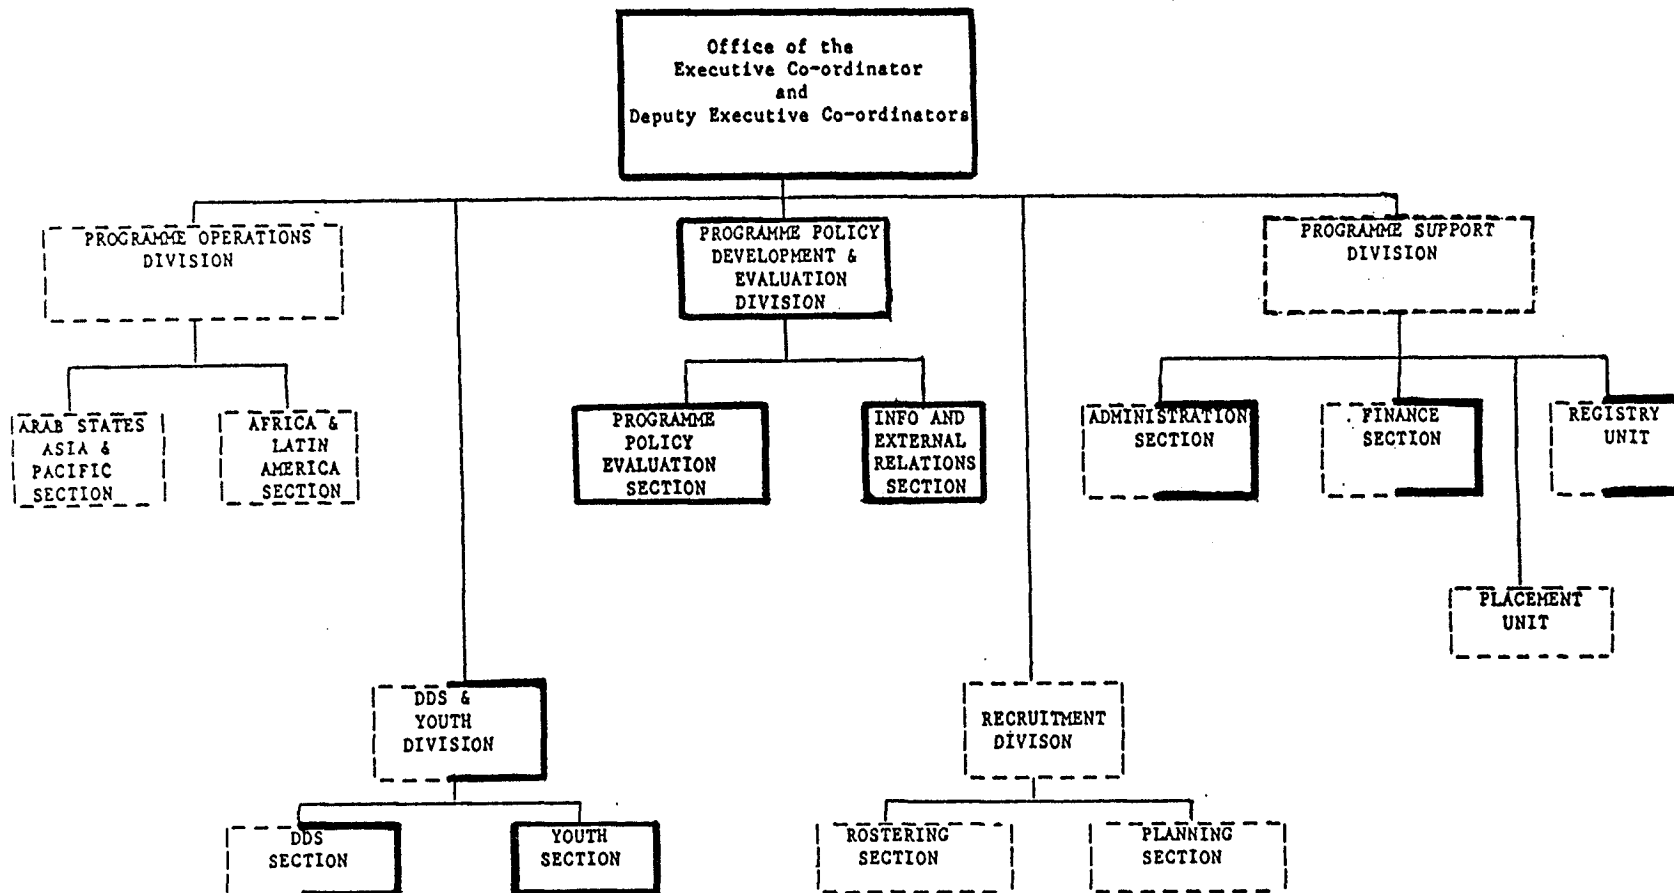 Office of the
Executive Co-ordinator
and
Deputy Executive Co-ordinators
PROGRAMME OPERATIONS
DIVISION
PROGRAMME POLICY
DEVELOPMENT &
EVALUATION
DIVISION
PROGRAMME SUPPORT
DIVISION
ARAB STATES
ASIA &
PACIFIC
SECTION
AFRICA &
LATIN
AMERICA
SECTION
PROGRAMME
POLICY
EVALUATION
SECTION
INFO AND
EXTERNAL
RELATIONS
SECTION
ADMINISTRATION
SECTION
FINANCE
SECTION
REGISTRY
UNIT
PLACEMENT
UNIT
DDS &
YOUTH
DIVISION
RECRUITMENT
DIVISON
DDS
SECTION
YOUTH
SECTION
ROSTERING
SECTION
PLANNING
SECTION